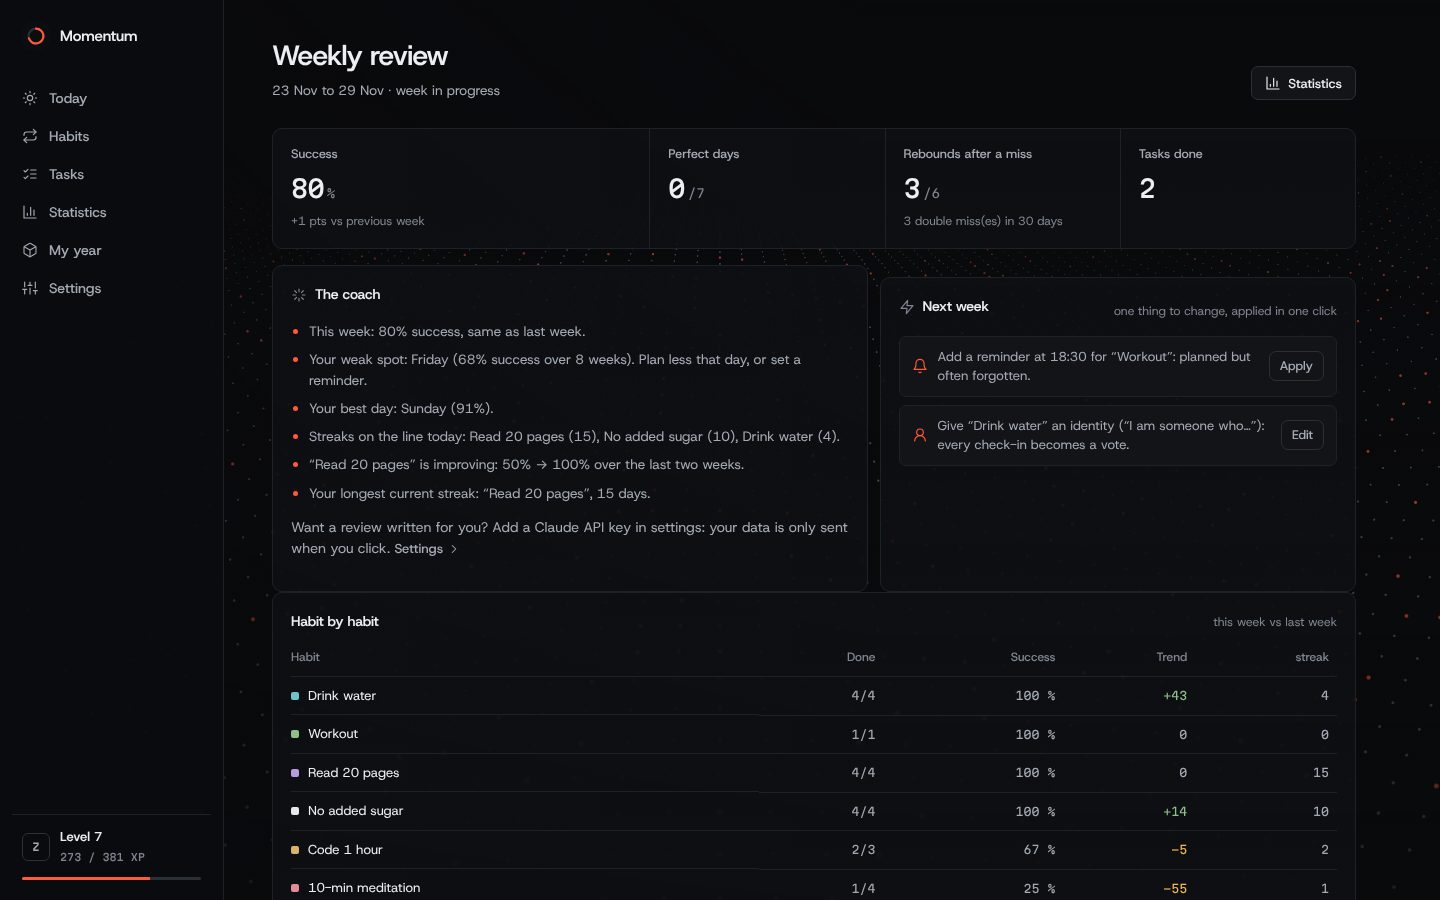 Momentum
Today
Habits
Tasks
Statistics
My year
Settings
Z
Level 7
273 / 381 XP
Weekly review
23 Nov to 29 Nov · week in progress
Statistics
Success
80%
+1 pts vs previous week
Perfect days
0/7
Rebounds after a miss
3/6
3 double miss(es) in 30 days
Tasks done
2
The coach
This week: 80% success, same as last week.
Your weak spot: Friday (68% success over 8 weeks). Plan less that day, or set a
reminder.
Your best day: Sunday (91%).
Streaks on the line today: Read 20 pages (15), No added sugar (10), Drink water (4).
“Read 20 pages” is improving: 50% → 100% over the last two weeks.
Your longest current streak: “Read 20 pages”, 15 days.
Want a review written for you? Add a Claude API key in settings: your data is only sent
when you click. Settings >
Next week
one thing to change, applied in one click
Add a reminder at 18:30 for “Workout”: planned but
often forgotten.
Apply
Give “Drink water” an identity (“I am someone who…”):
every check-in becomes a vote.
Edit
Habit by habit
this week vs last week
Habit Done Success Trend streak
Drink water 4/4 100 % +43 4
Workout 1/1 100 % 0 0
Read 20 pages 4/4 100 % 0 15
No added sugar 4/4 100 % +14 10
Code 1 hour 2/3 67 % −5 2
10-min meditation 1/4 25 % −55 1